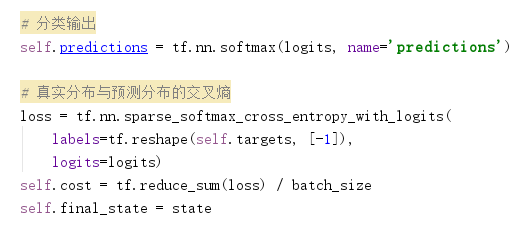 # 分类输出
self.predictions = tf.nn.softmax(logits, name='predictions')
# 真实分布与预测分布的交叉熵
loss = tf.nn.sparse_softmax_cross_entropy_with_logits(
    labels=tf.reshape(self.targets, [-1]),
    logits=logits)
self.cost = tf.reduce_sum(loss) / batch_size
self.final_state = state